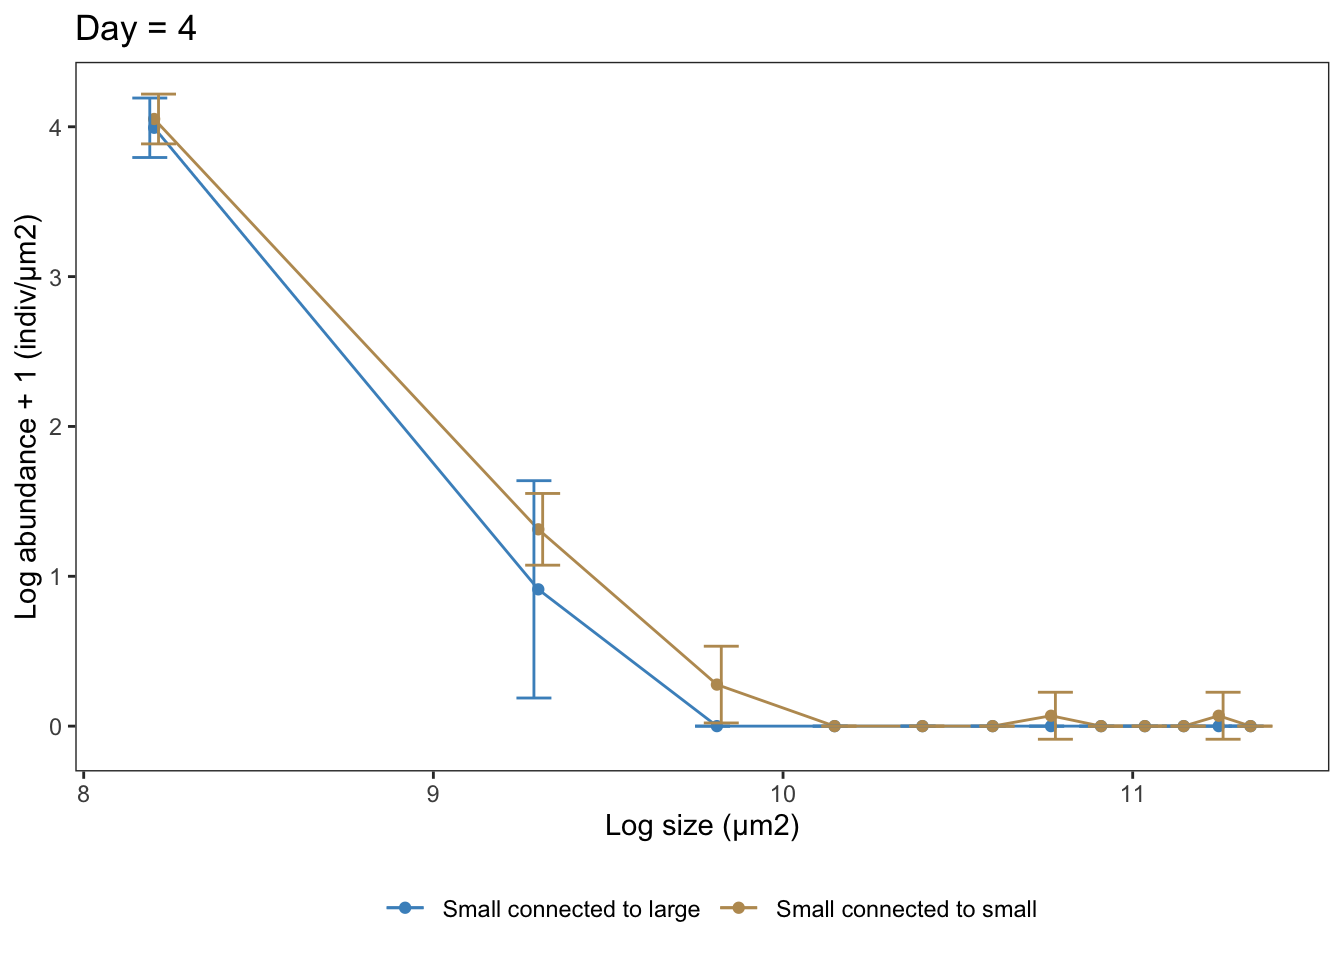 Day = 4
Log abundance + 1 (indiv/µm2)
4
3
2
1
0
8 9 10 11
Log size (µm2)
Small connected to large Small connected to small